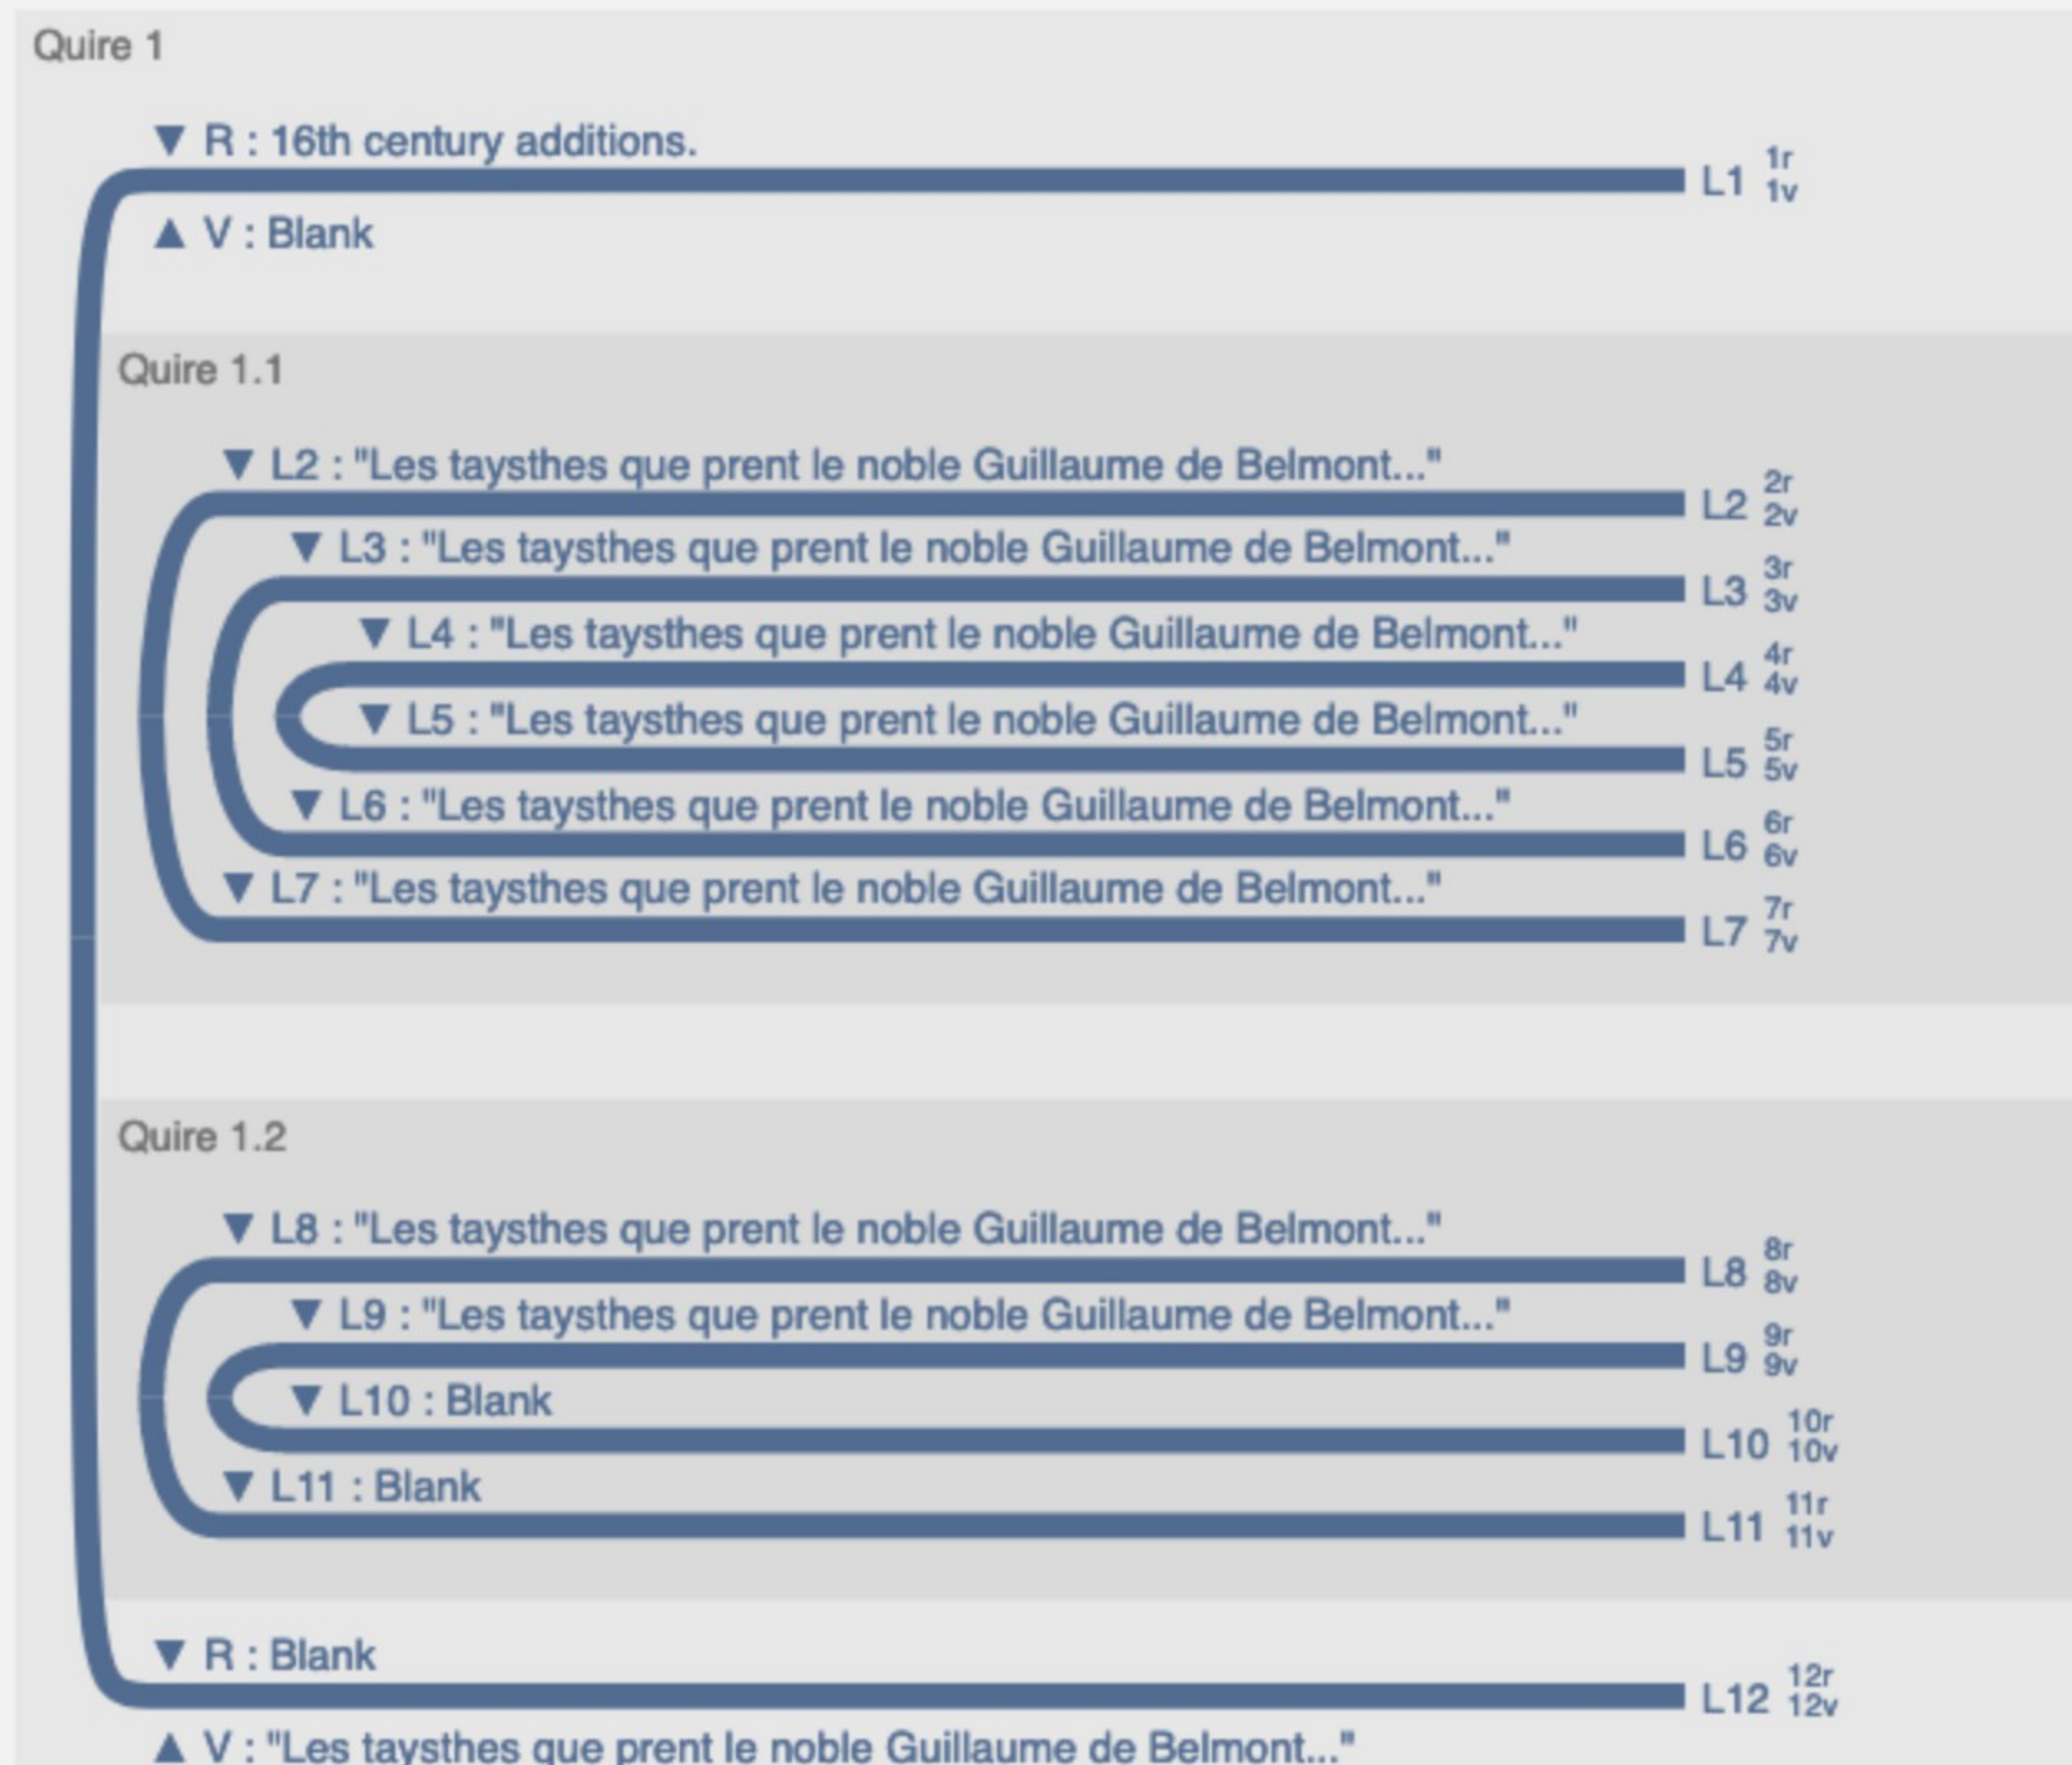 Quire 1
▼ R : 16th century additions.
L1 1r
1v
▲ V : Blank
Quire 1.1
▼ L2 : "Les taysthes que prent le noble Guillaume de Belmont..."
L2 2r
2v
▼ L3 : "Les taysthes que prent le noble Guillaume de Belmont..."
L3 3r
3v
▼ L4 : "Les taysthes que prent le noble Guillaume de Belmont..."
L4 4r
4v
▼ L5 : "Les taysthes que prent le noble Guillaume de Belmont..."
L5 5r
5v
▼ L6 : "Les taysthes que prent le noble Guillaume de Belmont..."
L6 6r
6v
▼ L7 : "Les taysthes que prent le noble Guillaume de Belmont..."
L7 7r
7v
Quire 1.2
▼ L8 : "Les taysthes que prent le noble Guillaume de Belmont..."
L8 8r
8v
▼ L9 : "Les taysthes que prent le noble Guillaume de Belmont..."
L9 9r
9v
▼ L10 : Blank
L10 10r
10v
▼ L11 : Blank
L11 11r
11v
▼ R : Blank
L12 12r
12v
▲ V : "Les taysthes que prent le noble Guillaume de Belmont..."